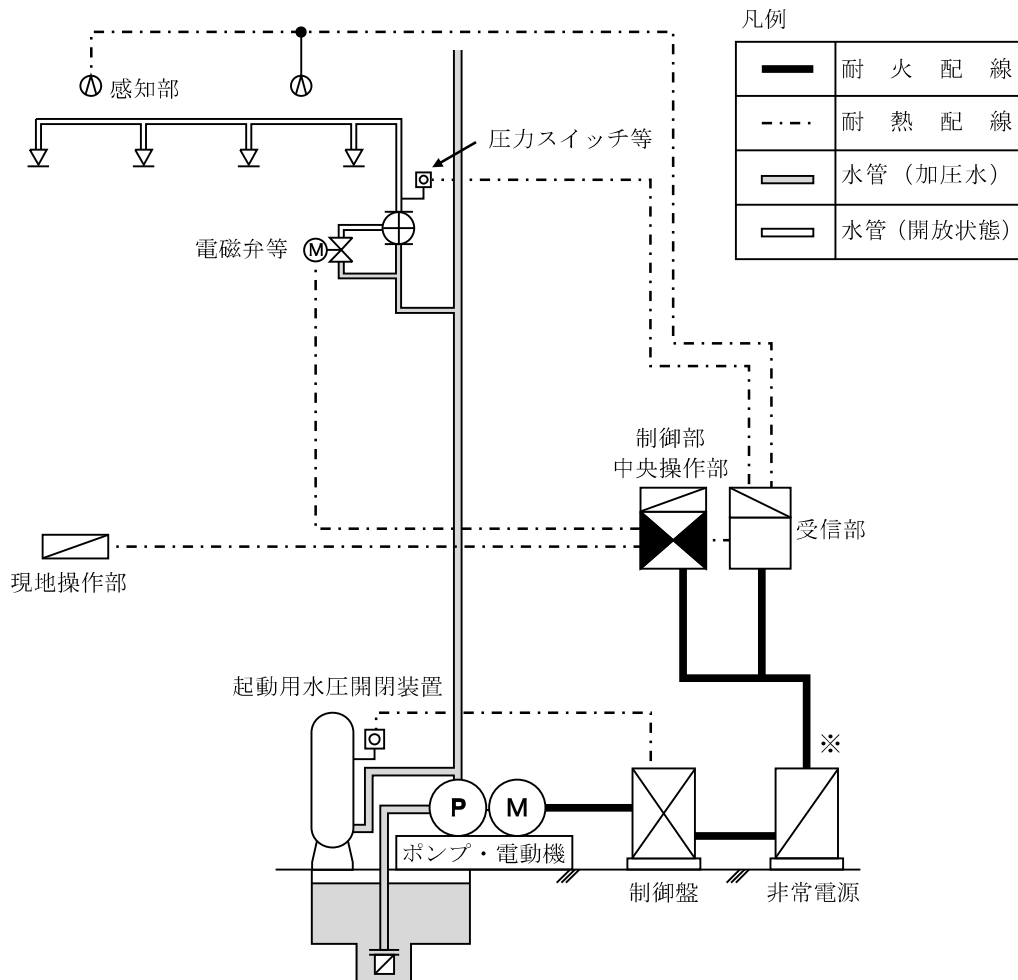 凡例
耐火配線
耐熱配線
水管（加圧水）
水管（開放状態）
感知部
圧力スイッチ等
電磁弁等
M
制御部
中央操作部
受信部
現地操作部
起動用水圧開閉装置
※
P
M
ポンプ・電動機
制御盤
非常電源